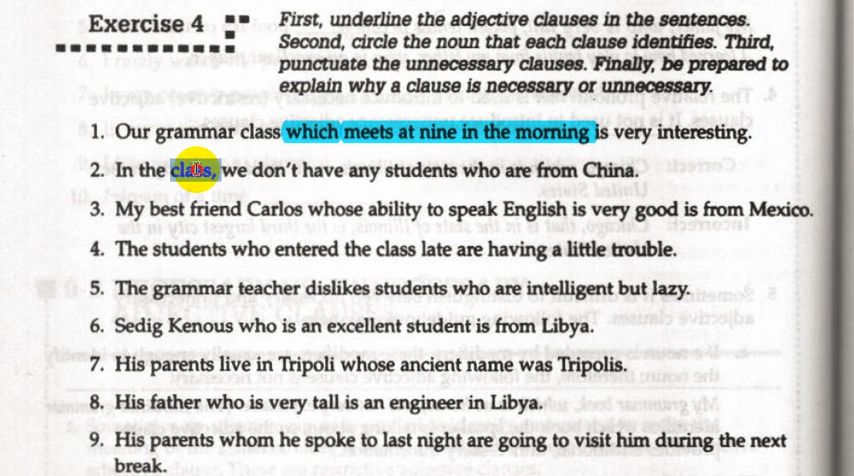 Exercise 4
First, underline the adjective clauses in the sentences.
Second, circle the noun that each clause identifies. Third,
punctuate the unnecessary clauses. Finally, be prepared to
explain why a clause is necessary or unnecessary.
1. Our grammar class which meets at nine in the morning is very interesting.
2. In the class, we don't have any students who are from China.
3. My best friend Carlos whose ability to speak English is very good is from Mexico.
4. The students who entered the class late are having a little trouble.
5. The grammar teacher dislikes students who are intelligent but lazy.
6. Sedig Kenous who is an excellent student is from Libya.
7. His parents live in Tripoli whose ancient name was Tripolis.
8. His father who is very tall is an engineer in Libya.
9. His parents whom he spoke to last night are going to visit him during the next
break.